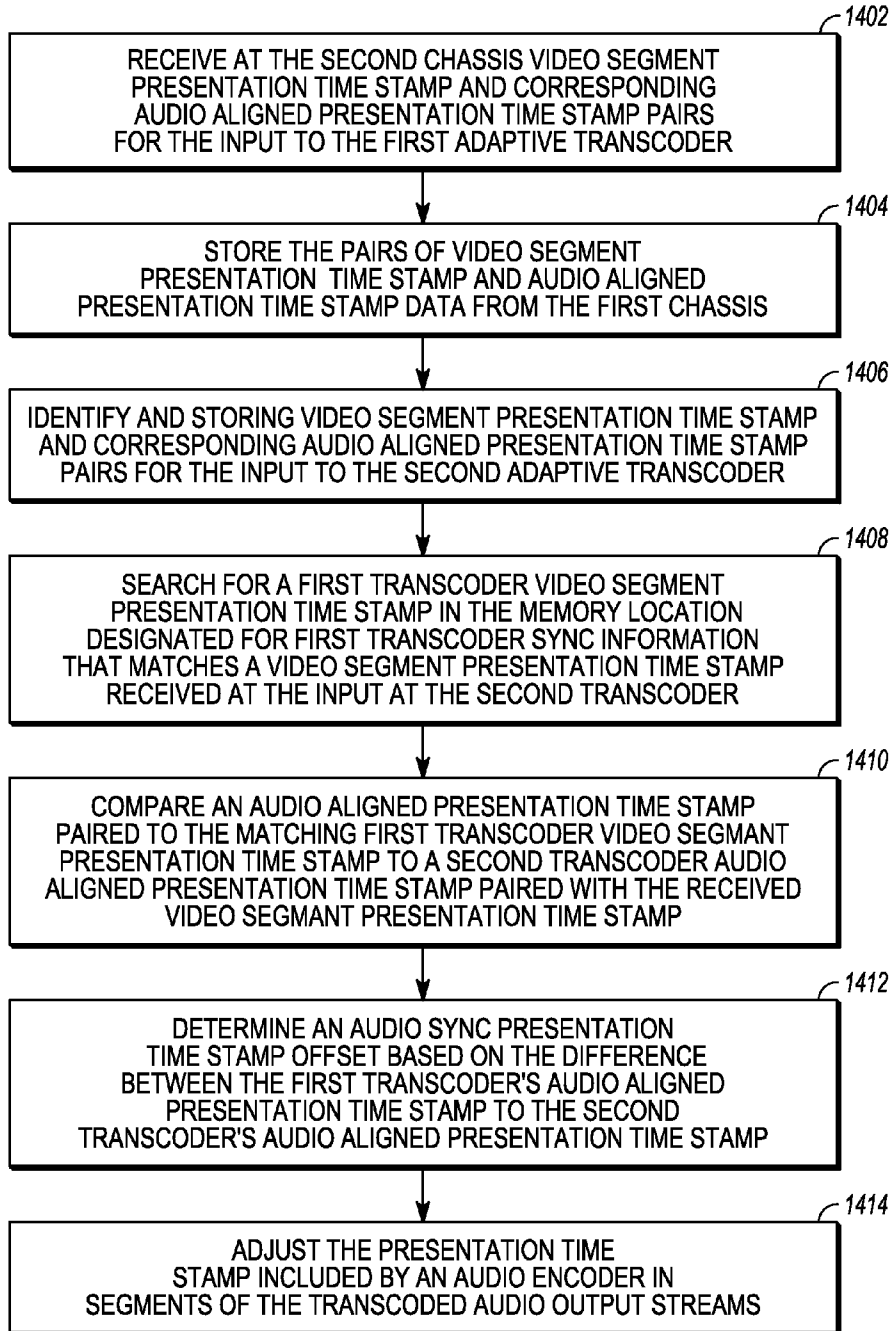 1402
RECEIVE AT THE SECOND CHASSIS VIDEO SEGMENT
PRESENTATION TIME STAMP AND CORRESPONDING
AUDIO ALIGNED PRESENTATION TIME STAMP PAIRS
FOR THE INPUT TO THE FIRST ADAPTIVE TRANSCODER
1404
STORE THE PAIRS OF VIDEO SEGMENT
PRESENTATION TIME STAMP AND AUDIO ALIGNED
PRESENTATION TIME STAMP DATA FROM THE FIRST CHASSIS
1406
IDENTIFY AND STORING VIDEO SEGMENT PRESENTATION TIME STAMP
AND CORRESPONDING AUDIO ALIGNED PRESENTATION TIME STAMP
PAIRS FOR THE INPUT TO THE SECOND ADAPTIVE TRANSCODER
1408
SEARCH FOR A FIRST TRANSCODER VIDEO SEGMENT
PRESENTATION TIME STAMP IN THE MEMORY LOCATION
DESIGNATED FOR FIRST TRANSCODER SYNC INFORMATION
THAT MATCHES A VIDEO SEGMENT PRESENTATION TIME STAMP
RECEIVED AT THE INPUT AT THE SECOND TRANSCODER
1410
COMPARE AN AUDIO ALIGNED PRESENTATION TIME STAMP
PAIRED TO THE MATCHING FIRST TRANSCODER VIDEO SEGMANT
PRESENTATION TIME STAMP TO A SECOND TRANSCODER AUDIO
ALIGNED PRESENTATION TIME STAMP PAIRED WITH THE RECEIVED
VIDEO SEGMANT PRESENTATION TIME STAMP
1412
DETERMINE AN AUDIO SYNC PRESENTATION
TIME STAMP OFFSET BASED ON THE DIFFERENCE
BETWEEN THE FIRST TRANSCODER'S AUDIO ALIGNED
PRESENTATION TIME STAMP TO THE SECOND
TRANSCODER'S AUDIO ALIGNED PRESENTATION TIME STAMP
1414
ADJUST THE PRESENTATION TIME
STAMP INCLUDED BY AN AUDIO ENCODER IN
SEGMENTS OF THE TRANSCODED AUDIO OUTPUT STREAMS